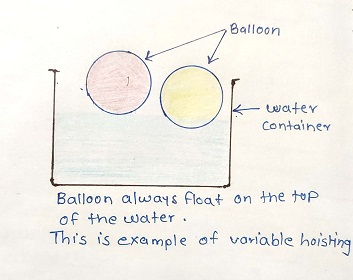 Balloon
water
container
Balloon always float on the top
of the water.
This is example of variable hoisting